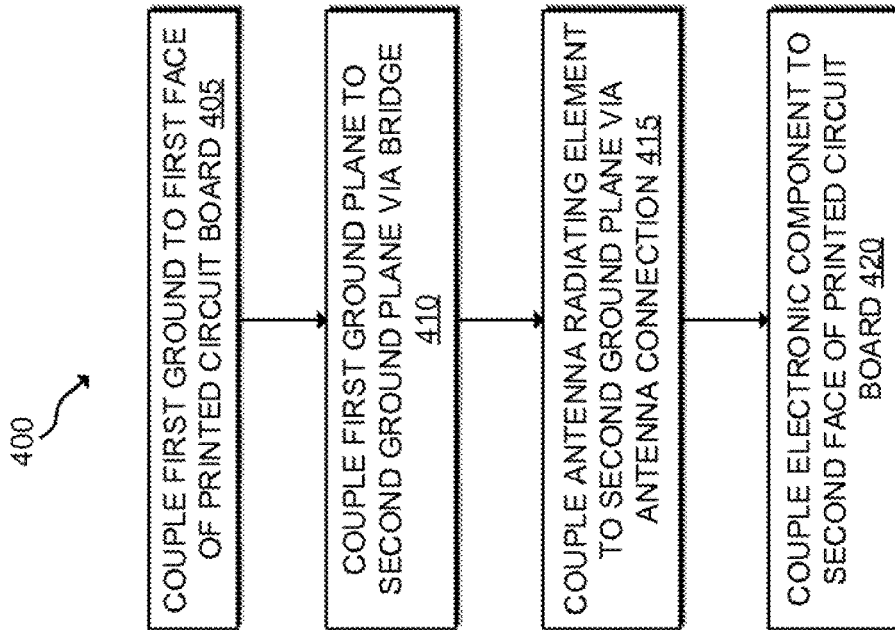 400
COUPLE FIRST GROUND TO FIRST FACE
OF PRINTED CIRCUIT BOARD 405
COUPLE FIRST GROUND PLANE TO
SECOND GROUND PLANE VIA BRIDGE
410
COUPLE ANTENNA RADIATING ELEMENT
TO SECOND GROUND PLANE VIA
ANTENNA CONNECTION 415
COUPLE ELECTRONIC COMPONENT TO
SECOND FACE OF PRINTED CIRCUIT
BOARD 420